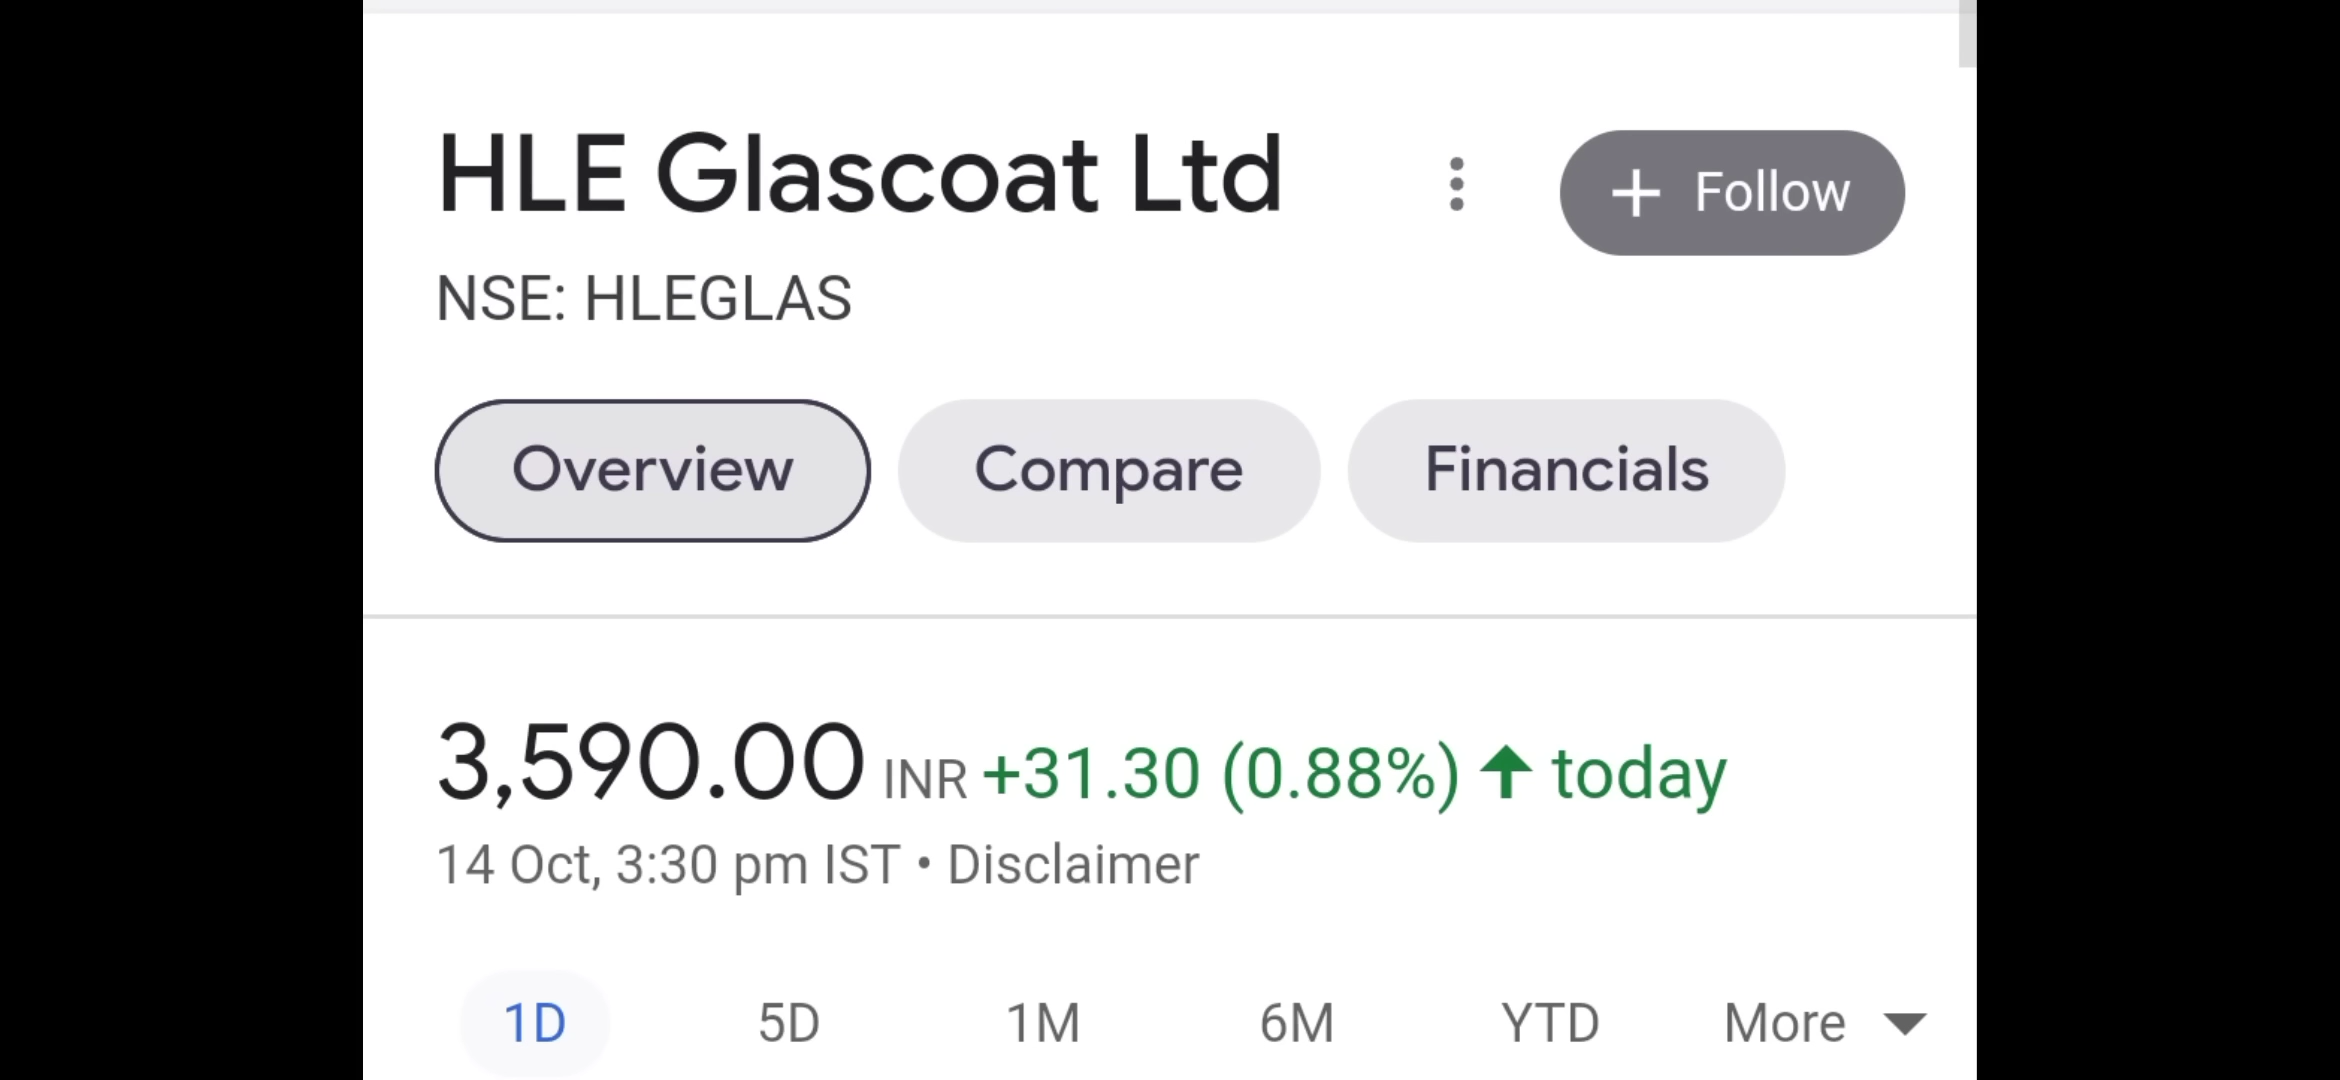 HLE Glascoat Ltd
+ Follow
NSE: HLEGLAS
Overview Compare Financials
3,590.00 INR +31.30 (0.88%) ↑ today
14 Oct, 3:30 pm IST • Disclaimer
1D 5D 1M 6M YTD More